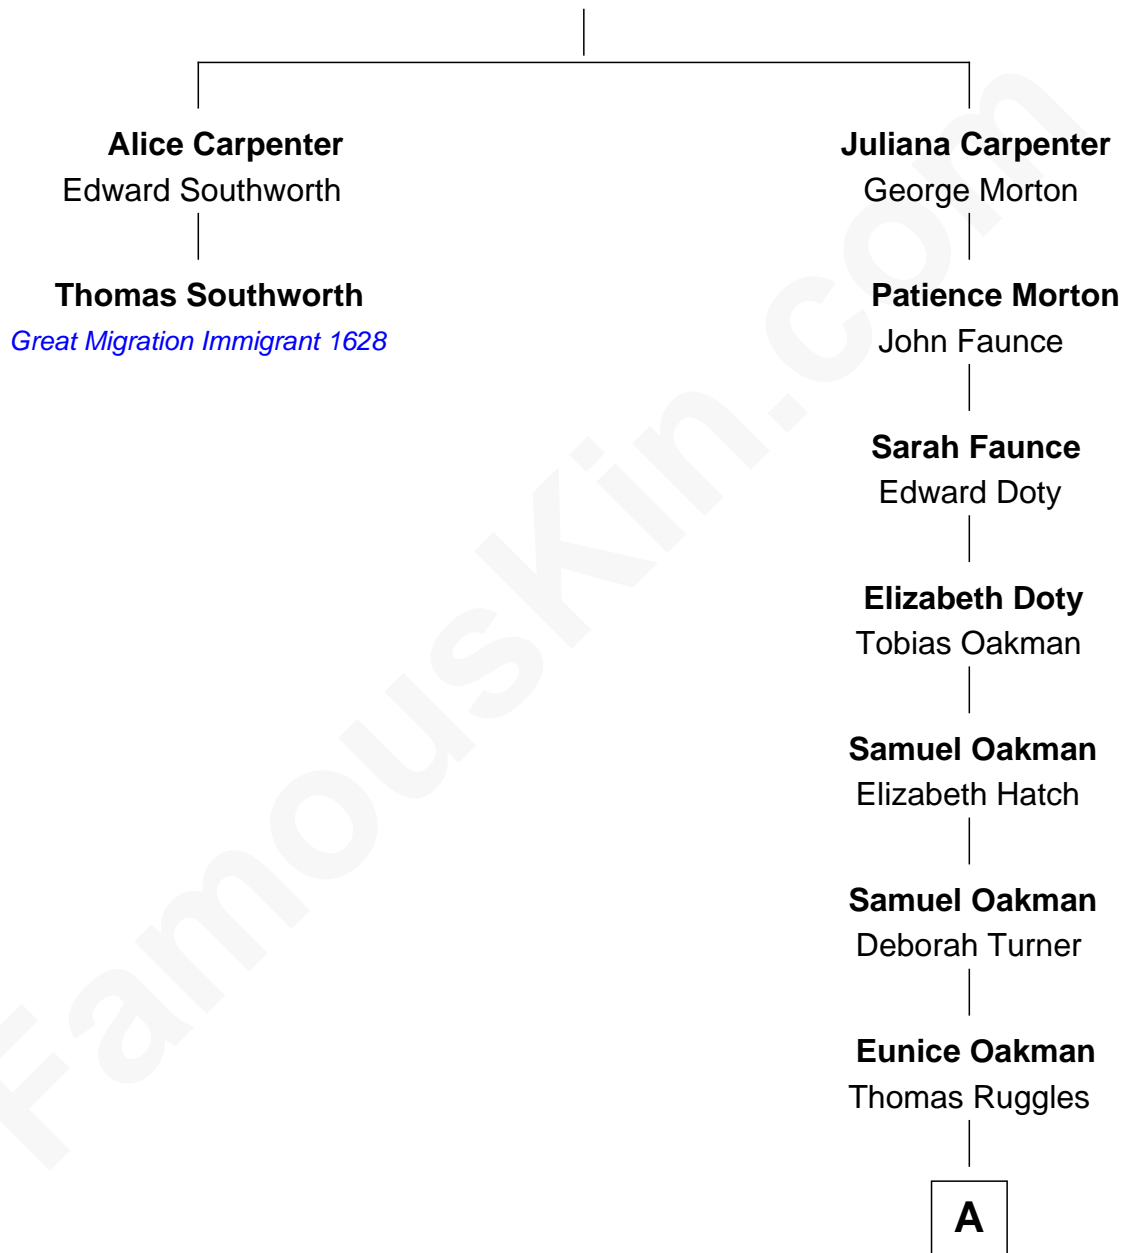 Alice Carpenter
Edward Southworth
Thomas Southworth
Great Migration Immigrant 1628
Juliana Carpenter
George Morton
Patience Morton
John Faunce
Sarah Faunce
Edward Doty
Elizabeth Doty
Tobias Oakman
Samuel Oakman
Elizabeth Hatch
Samuel Oakman
Deborah Turner
Eunice Oakman
Thomas Ruggles
A
FamousKin.com